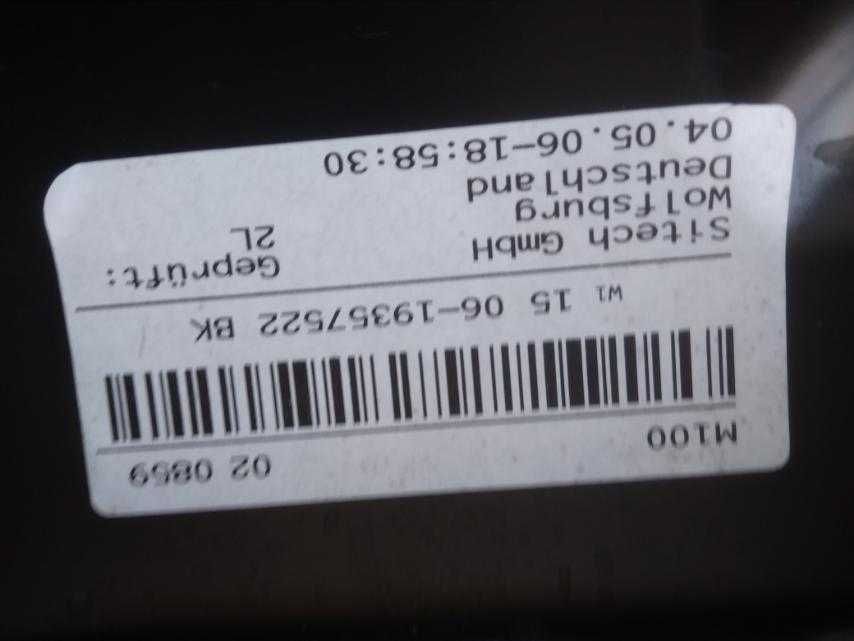 M100 02 0859
W1 15 06-19357522 BK
Sitech GmbH Geprüft:
Wolfsburg 2L
Deutschland
04.05.06-18:58:30